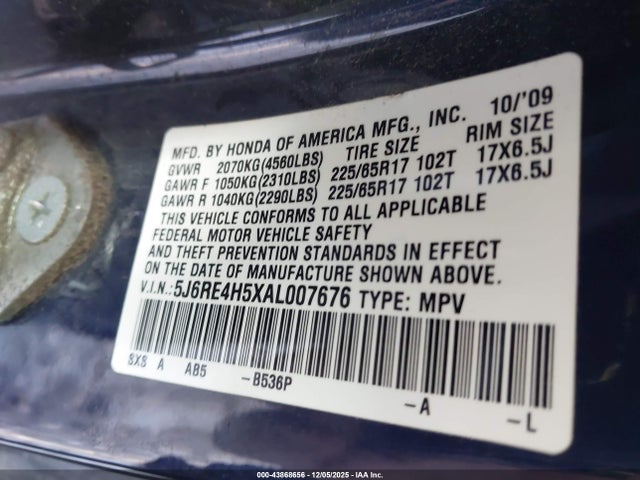 MFD. BY HONDA OF AMERICA MFG., INC. 10/'09
GVWR 2070KG(4560LBS) TIRE SIZE RIM SIZE
GAWR F 1050KG(2310LBS) 225/65R17 102T 17X6.5J
GAWR R 1040KG(2290LBS) 225/65R17 102T 17X6.5J
THIS VEHICLE CONFORMS TO ALL APPLICABLE
FEDERAL MOTOR VEHICLE SAFETY
AND THEFT PREVENTION STANDARDS IN EFFECT
ON THE DATE OF MANUFACTURE SHOWN ABOVE.
V.I.N.:5J6RE4H5XAL007676 TYPE: MPV
8X8 A AB5 -B536P -A -L
000-43868656 - 12/05/2025 - IAA Inc.